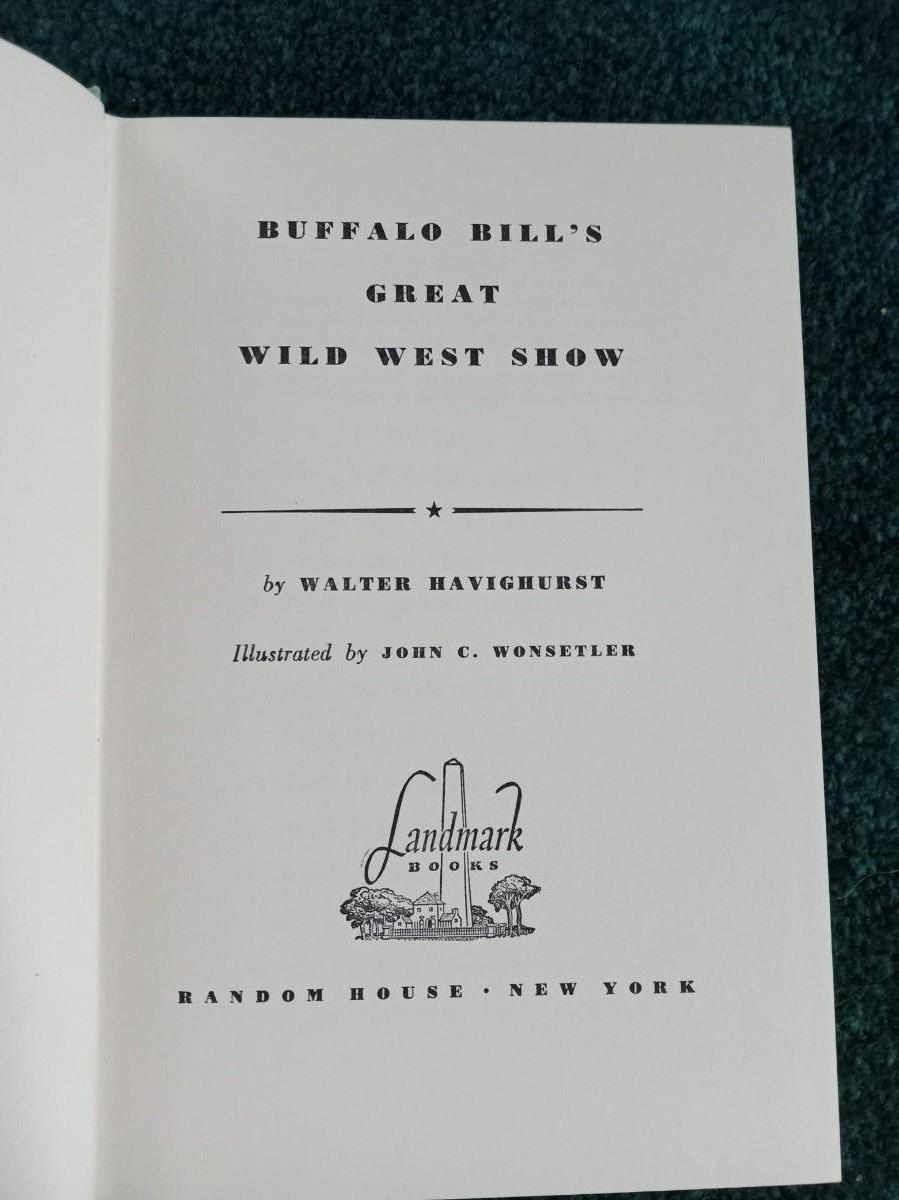 BUFFALO BILL'S
GREAT
WILD WEST SHOW
by WALTER HAVIGHURST
Illustrated by JOHN C. WONSETLER
Landmark
BOOKS
RANDOM HOUSE · NEW YORK